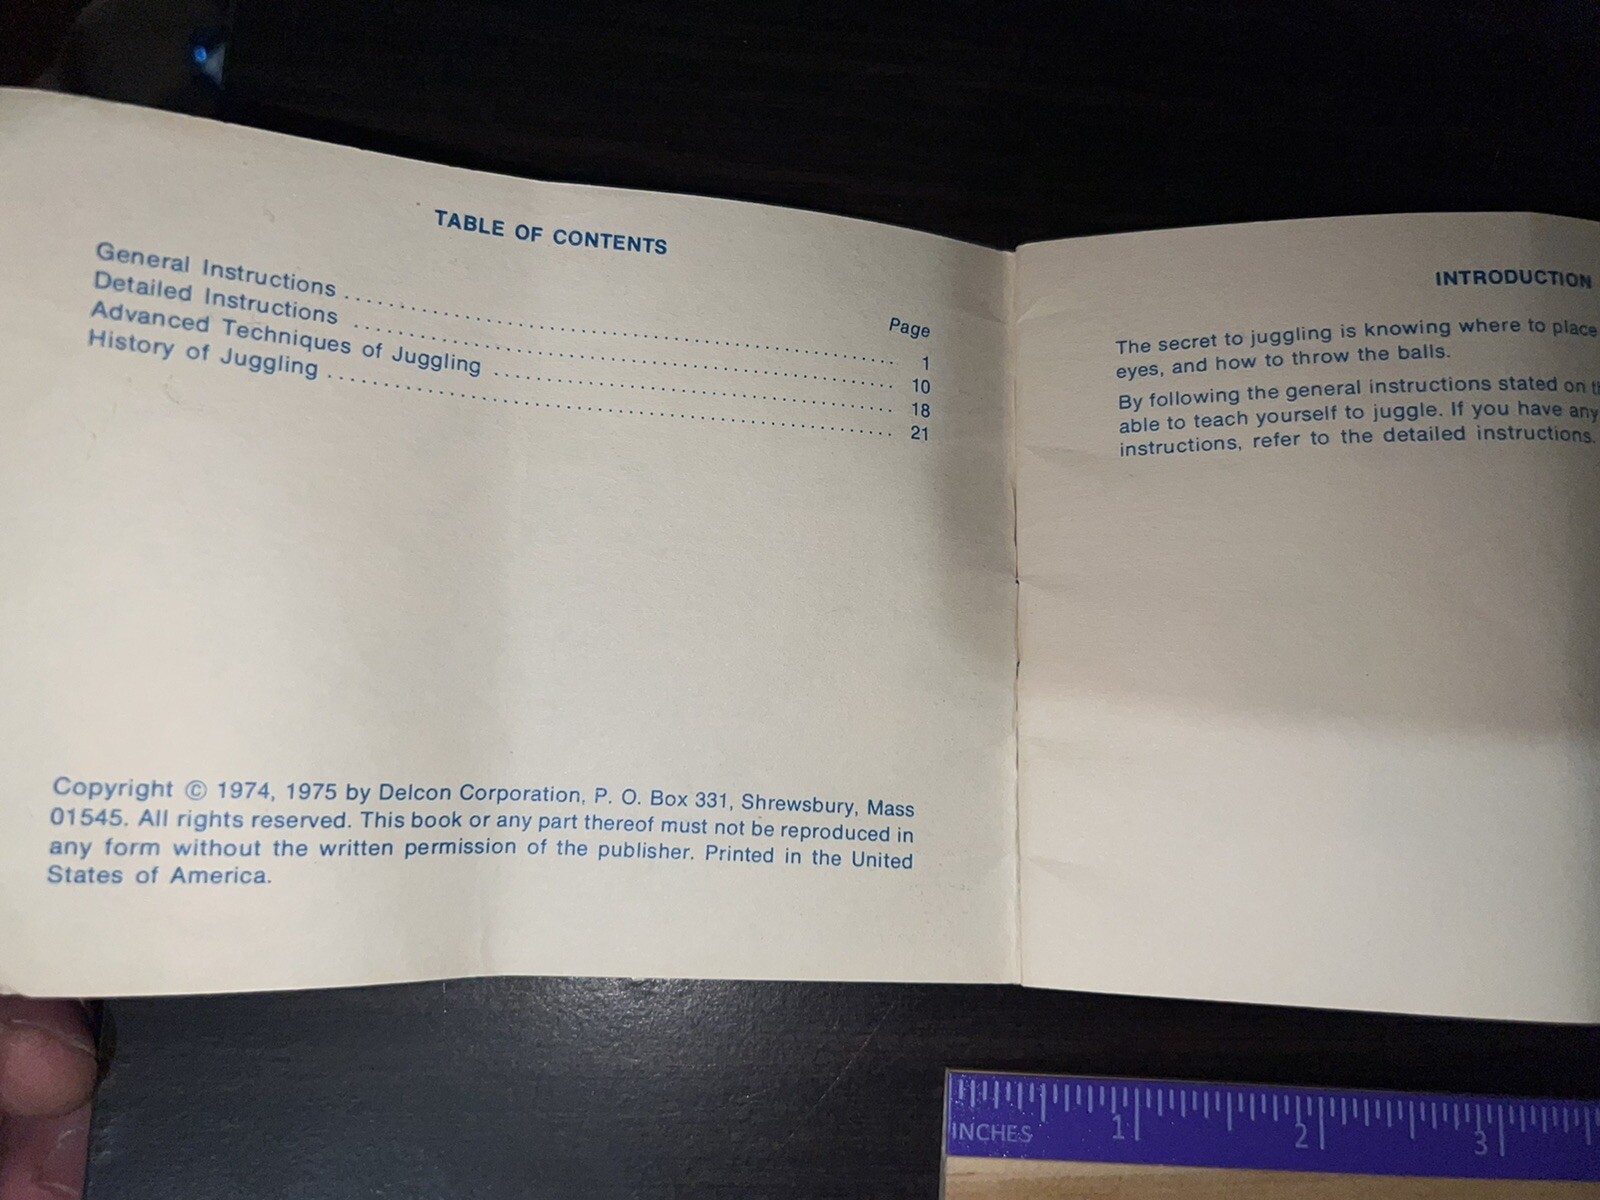 TABLE OF CONTENTS
Page
General Instructions ........................................ 1
Detailed Instructions ........................................ 10
Advanced Techniques of Juggling ........................................ 18
History of Juggling ........................................ 21
Copyright © 1974, 1975 by Delcon Corporation, P. O. Box 331, Shrewsbury, Mass
01545. All rights reserved. This book or any part thereof must not be reproduced in
any form without the written permission of the publisher. Printed in the United
States of America.
INTRODUCTION
The secret to juggling is knowing where to place
eyes, and how to throw the balls.
By following the general instructions stated on
able to teach yourself to juggle. If you have any
instructions, refer to the detailed instructions.
INCHES 1 2 3